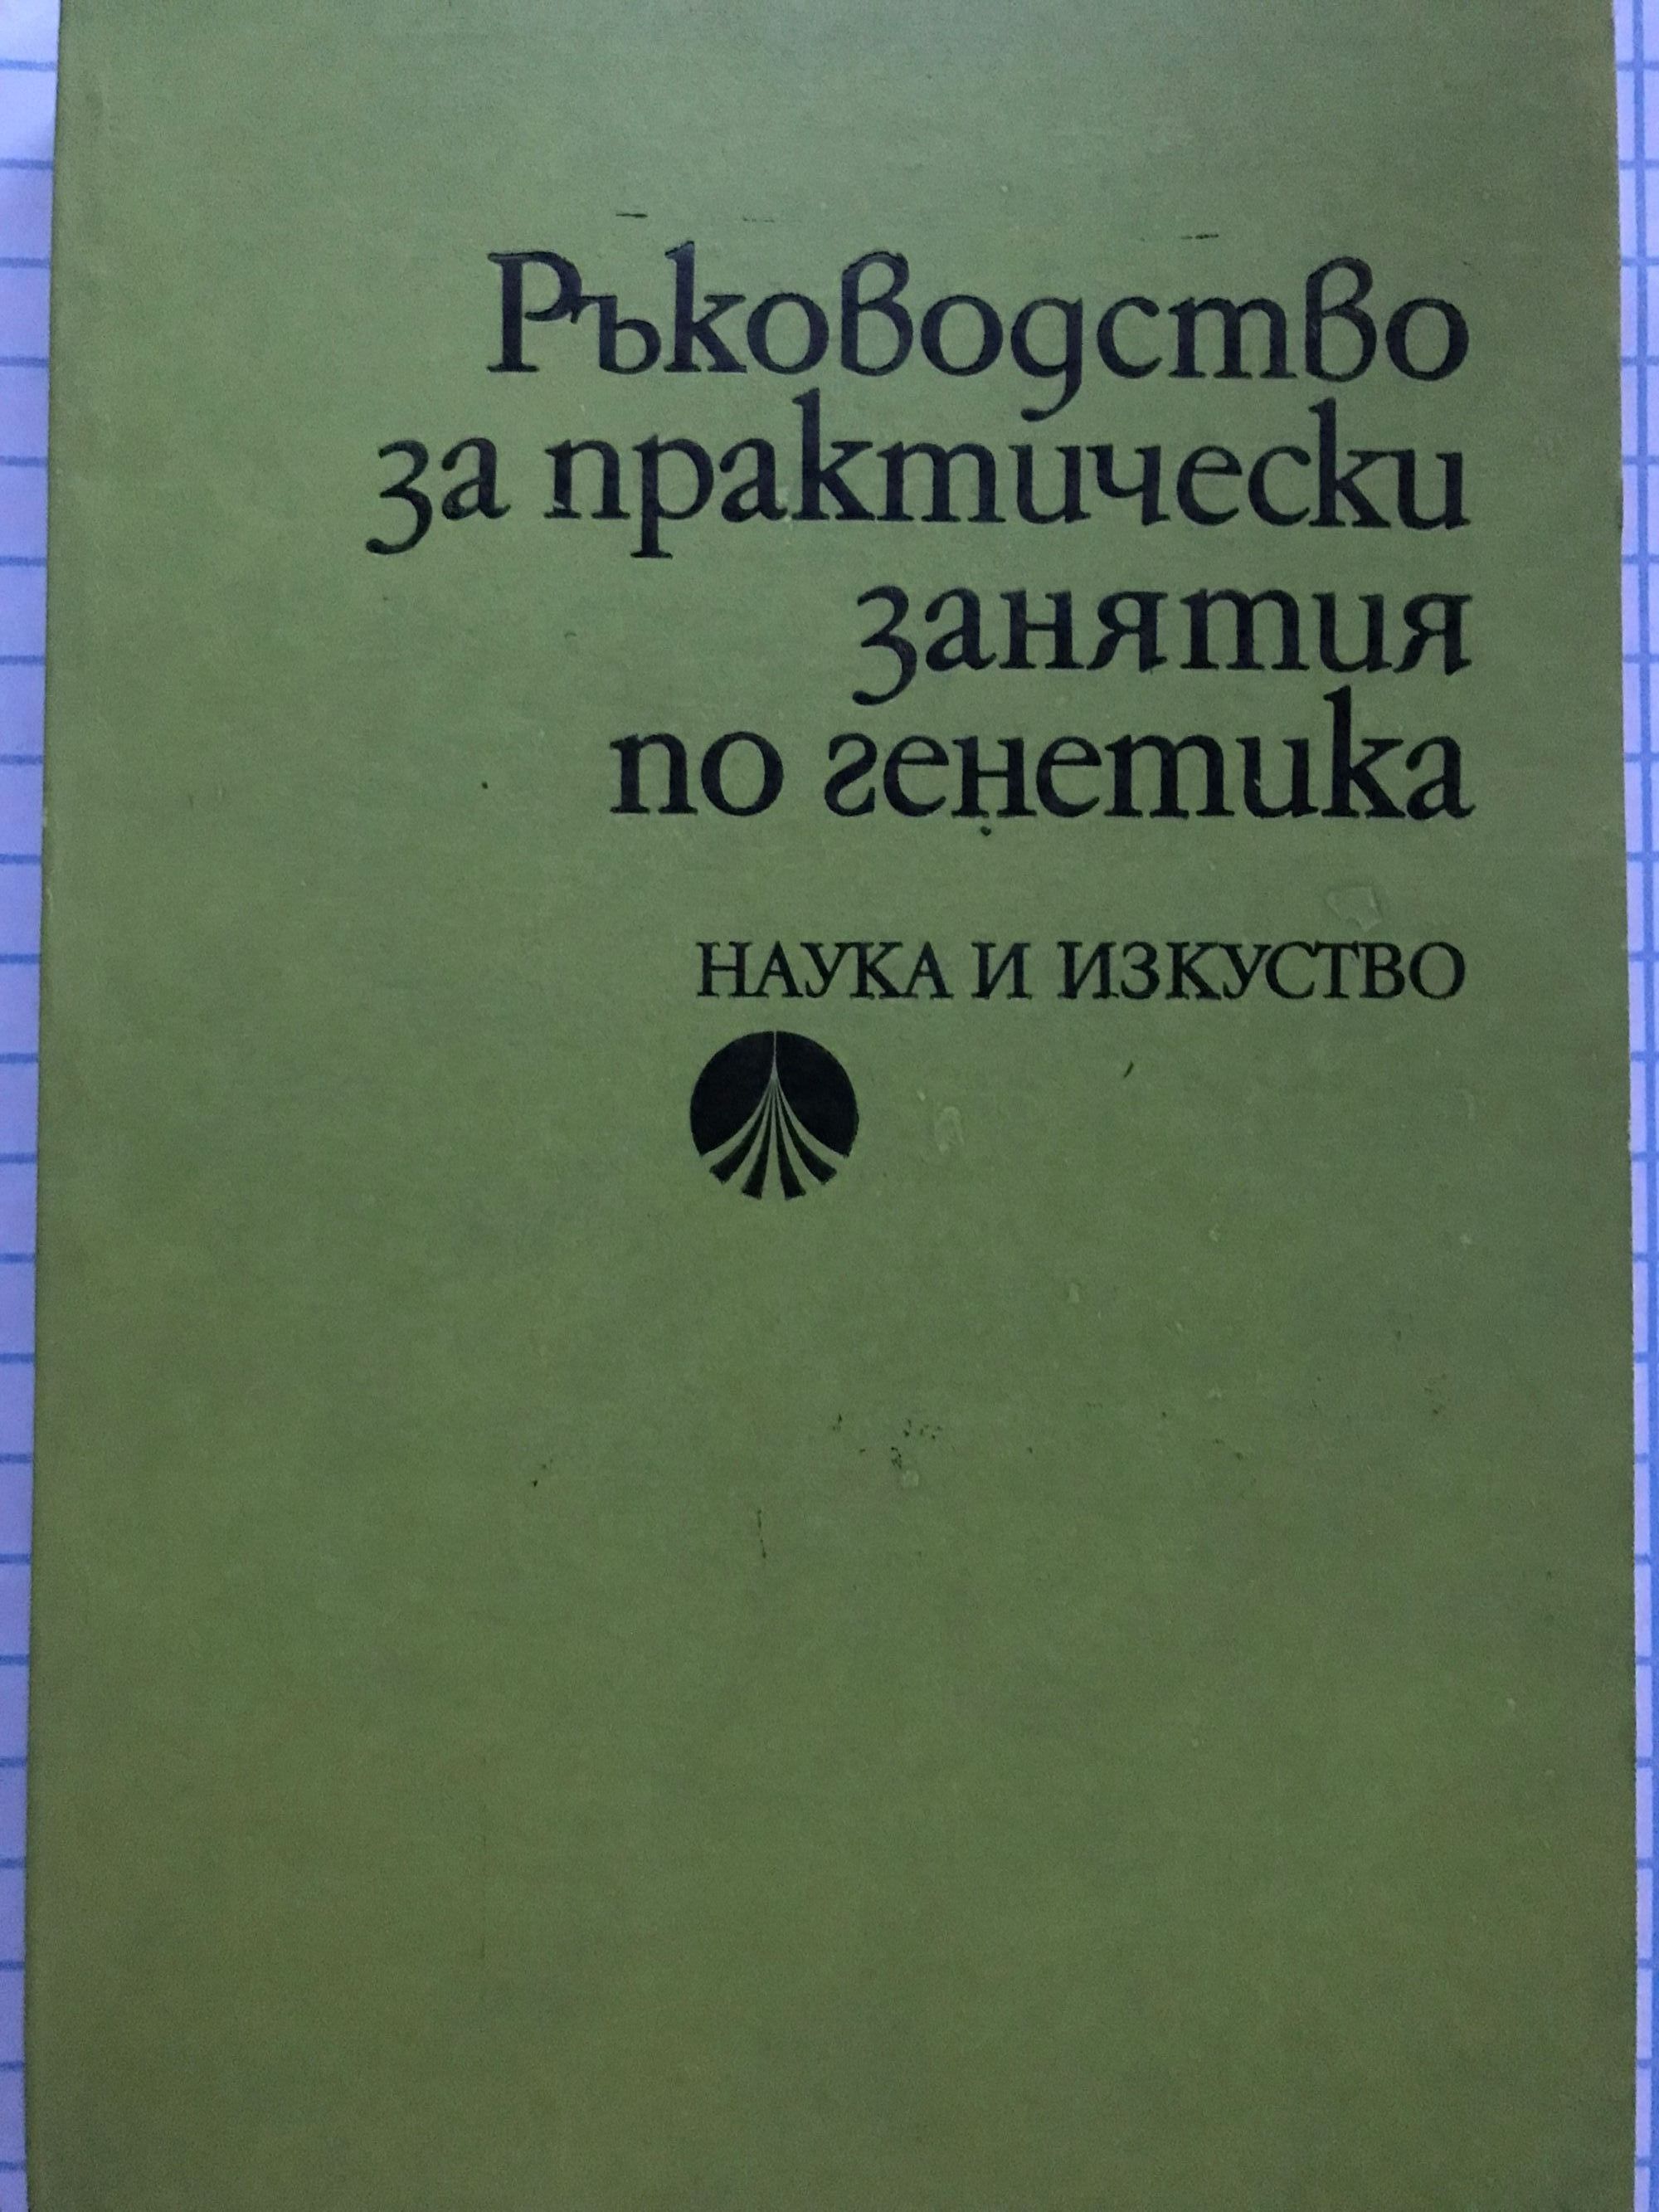 Ръководство
за практически
занятия
по генетика
НАУКА И ИЗКУСТВО